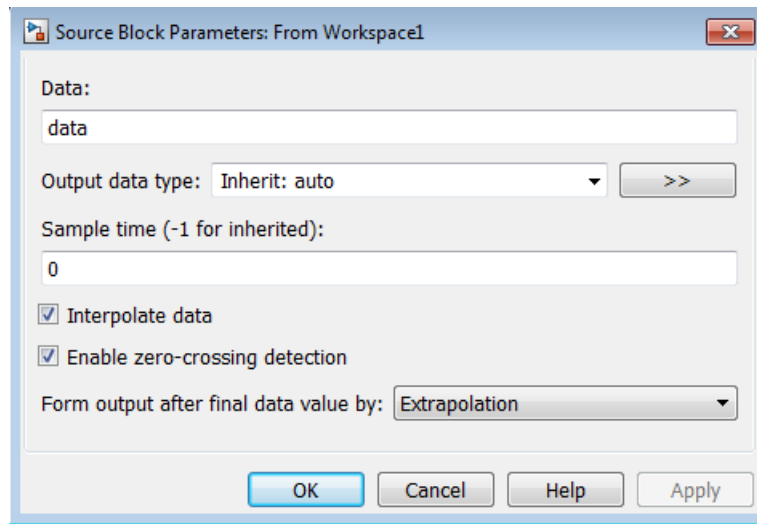 Source Block Parameters: From Workspace1
Data:
data
Output data type: Inherit: auto >>
Sample time (-1 for inherited):
0
Interpolate data
Enable zero-crossing detection
Form output after final data value by: Extrapolation
OK Cancel Help Apply